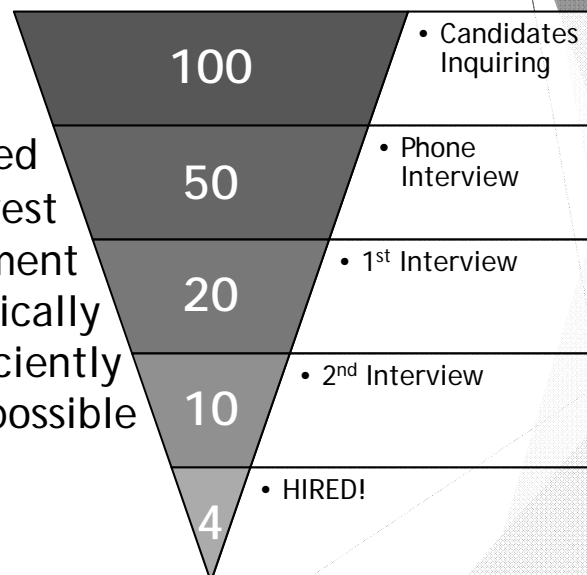 100
• Candidates
Inquiring
50
• Phone
Interview
20
• 1st Interview
10
• 2nd Interview
4
• HIRED!
ed
est
ment
ically
ciently
possible